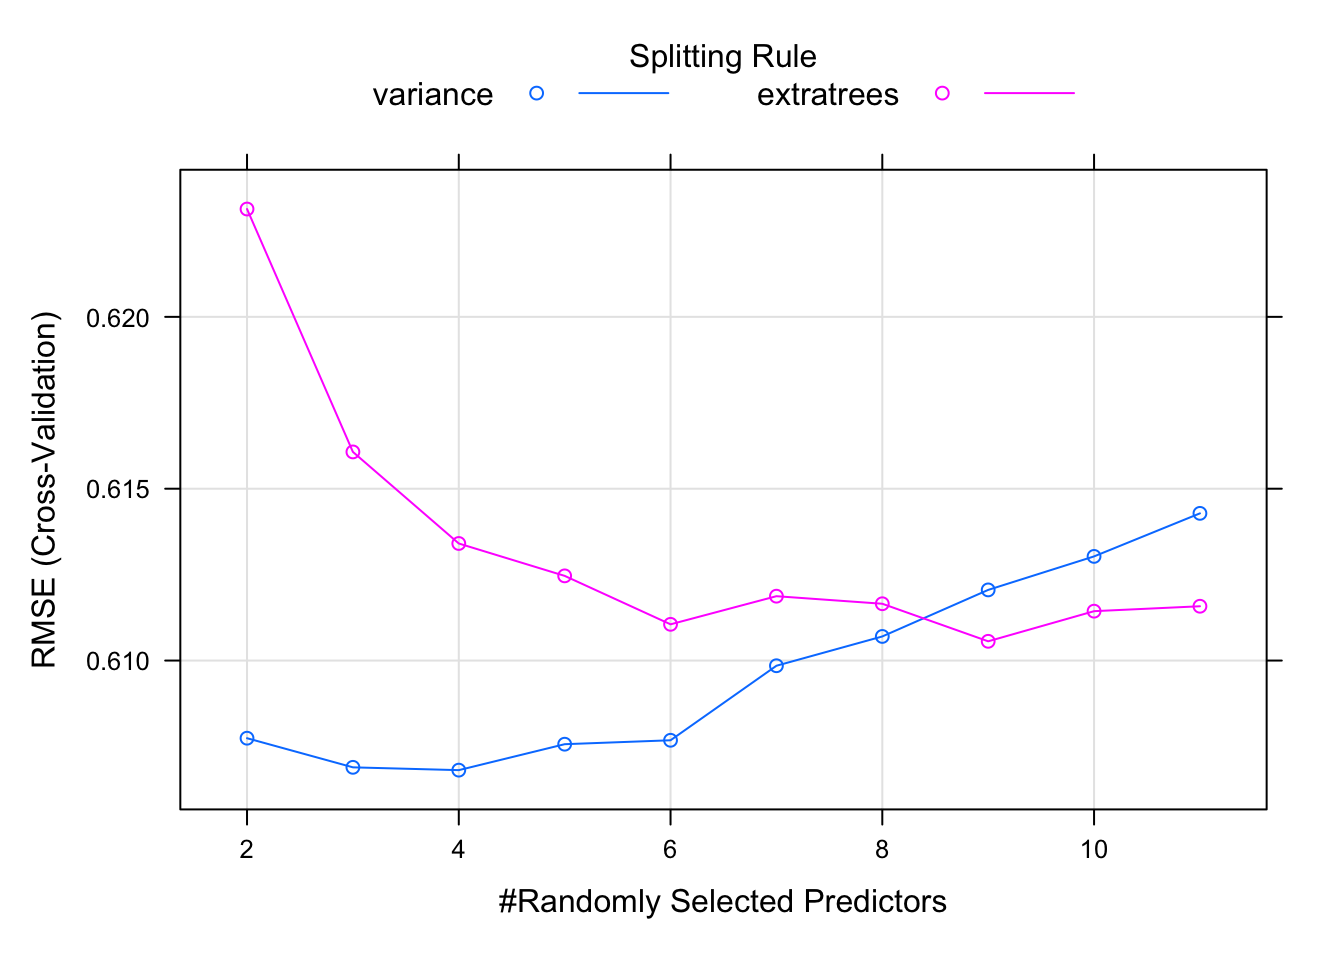 Splitting Rule
variance extratrees
RMSE (Cross-Validation)
0.620
0.615
0.610
2 4 6 8 10
#Randomly Selected Predictors